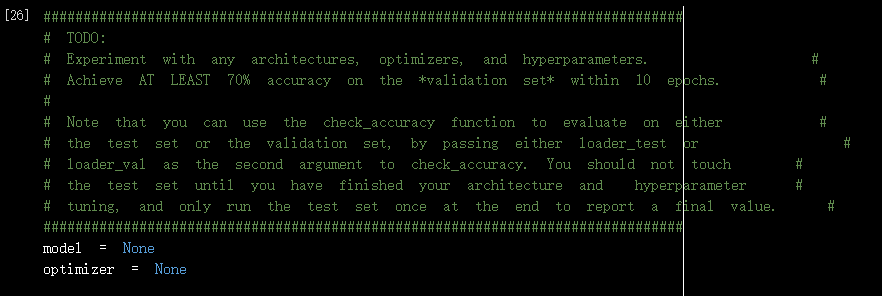 [26] ################################################################################
# TODO:
# Experiment with any architectures, optimizers, and hyperparameters. #
# Achieve AT LEAST 70% accuracy on the *validation set* within 10 epochs. #
#
# Note that you can use the check_accuracy function to evaluate on either #
# the test set or the validation set, by passing either loader_test or #
# loader_val as the second argument to check_accuracy. You should not touch #
# the test set until you have finished your architecture and hyperparameter #
# tuning, and only run the test set once at the end to report a final value. #
################################################################################
model = None
optimizer = None